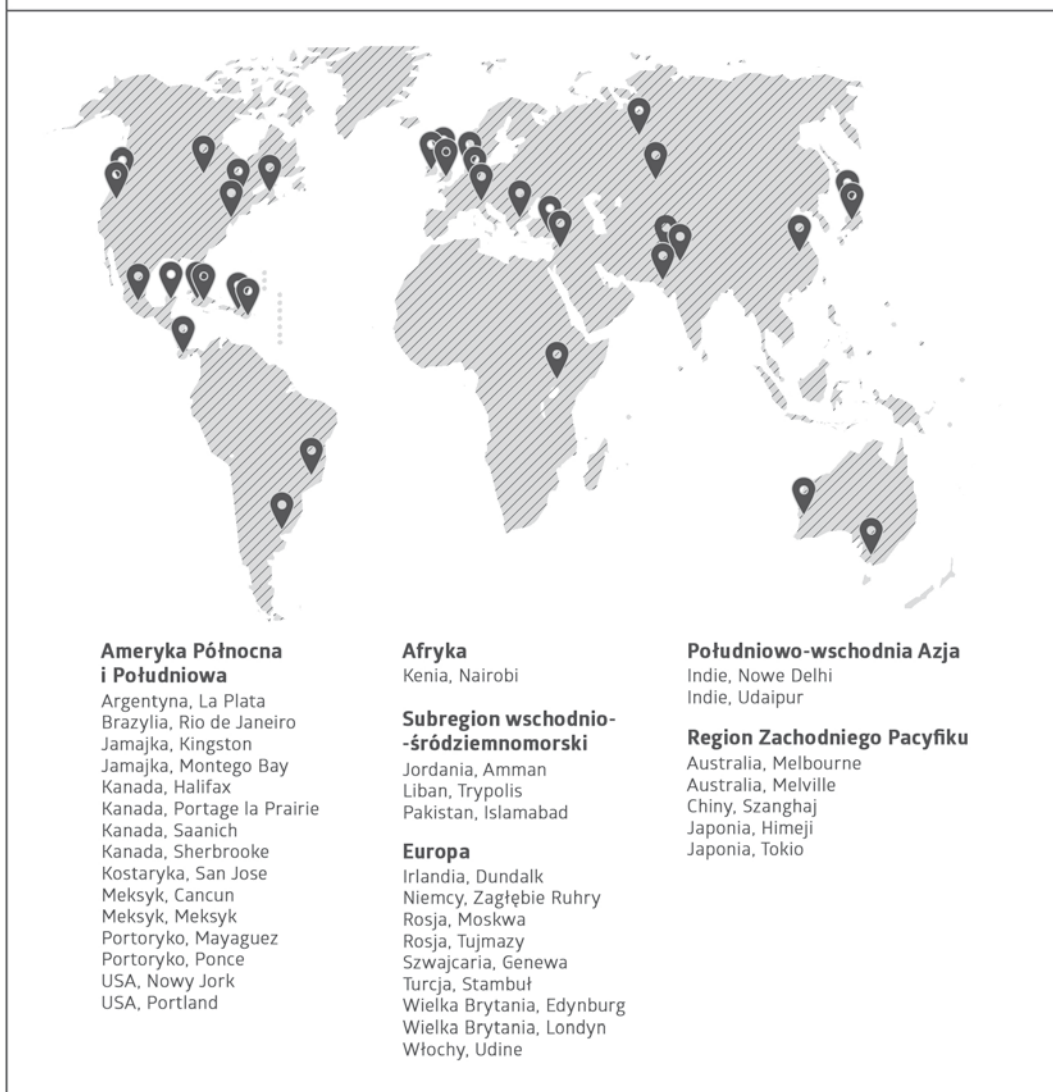 Ameryka Północna
i Południowa
Argentyna, La Plata
Brazylia, Rio de Janeiro
Jamajka, Kingston
Jamajka, Montego Bay
Kanada, Halifax
Kanada, Portage la Prairie
Kanada, Saanich
Kanada, Sherbrooke
Kostaryka, San Jose
Meksyk, Cancun
Meksyk, Meksyk
Portoryko, Mayaguez
Portoryko, Ponce
USA, Nowy Jork
USA, Portland
Afryka
Kenia, Nairobi
Subregion wschodnio-
-śródziemnomorski
Jordania, Amman
Liban, Trypolis
Pakistan, Islamabad
Europa
Irlandia, Dundalk
Niemcy, Zagłębie Ruhry
Rosja, Moskwa
Rosja, Tujmazy
Szwajcaria, Genewa
Turcja, Stambuł
Wielka Brytania, Edynburg
Wielka Brytania, Londyn
Włochy, Udine
Południowo-wschodnia Azja
Indie, Nowe Delhi
Indie, Udaipur
Region Zachodniego Pacyfiku
Australia, Melbourne
Australia, Melville
Chiny, Szanghaj
Japonia, Himeji
Japonia, Tokio